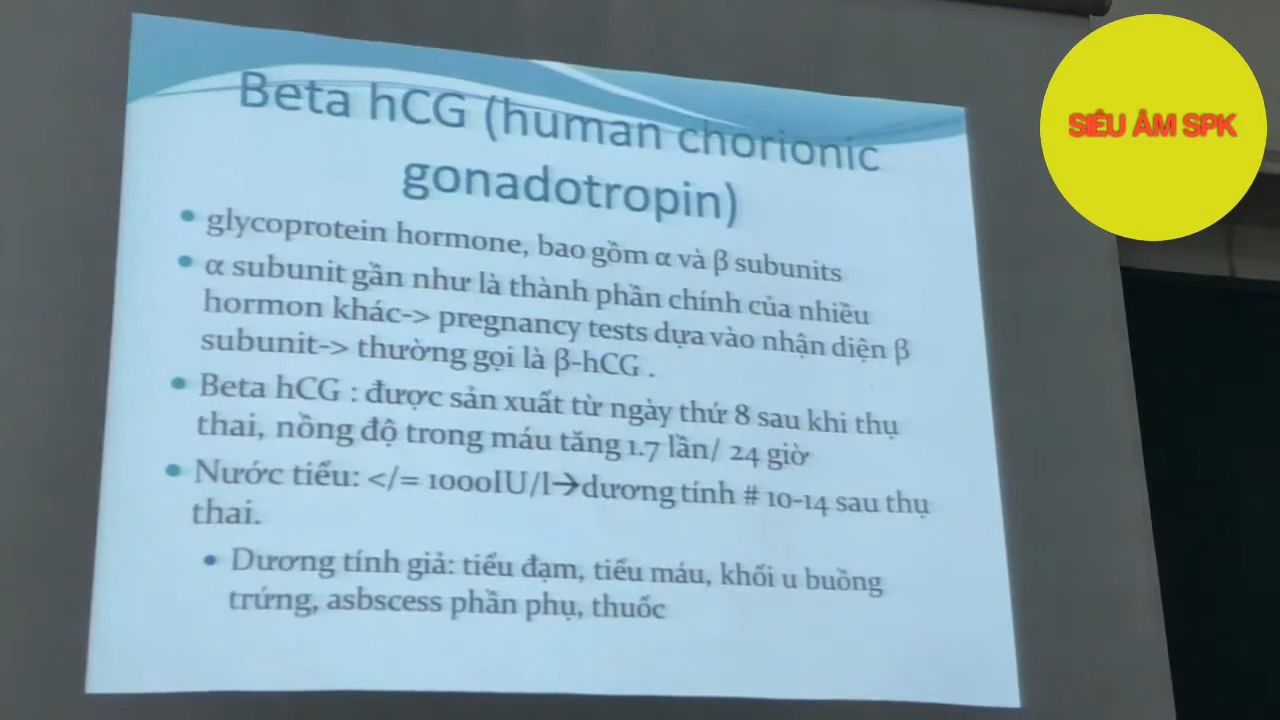 Beta hCG (human chorionic
gonadotropin)
glycoprotein hormone, bao gồm α và β subunits
α subunit gần như là thành phần chính của nhiều
hormon khác-> pregnancy tests dựa vào nhận diện β
subunit-> thường gọi là β-hCG .
Beta hCG : được sản xuất từ ngày thứ 8 sau khi thụ
thai, nồng độ trong máu tăng 1.7 lần/ 24 giờ
Nước tiểu: </= 1000IU/l→dương tính # 10-14 sau thụ
thai.
Dương tính giả: tiểu đạm, tiểu máu, khối u buồng
trứng, asbscess phần phụ, thuốc
SIÊU ÂM SPK